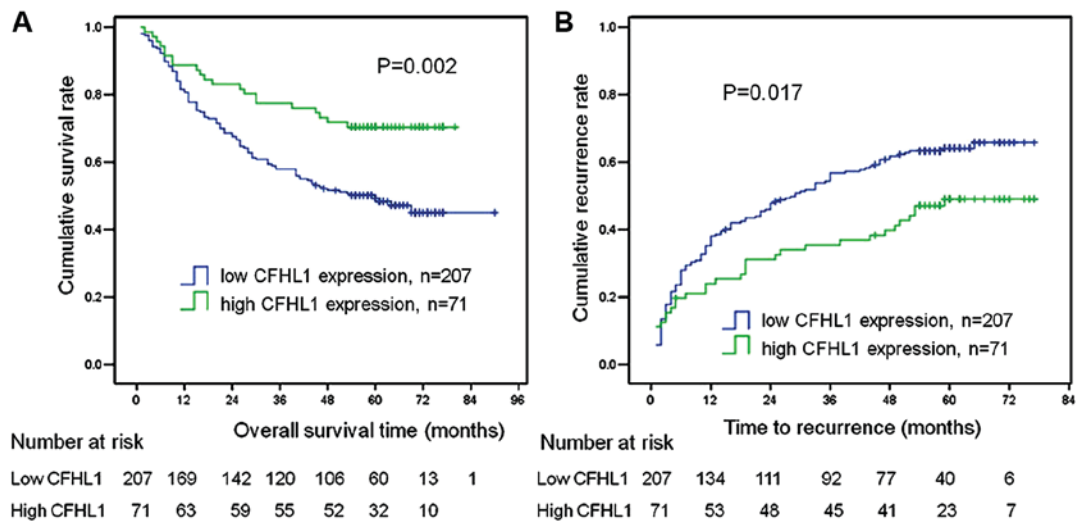 A
Cumulative survival rate
1.0
0.8
0.6
0.4
0.2
0.0
P=0.002
low CFHL1 expression, n=207
high CFHL1 expression, n=71
0 12 24 36 48 60 72 84 96
Overall survival time (months)
Number at risk
Low CFHL1 207 169 142 120 106 60 13 1
High CFHL1 71 63 59 55 52 32 10
B
Cumulative recurrence rate
1.0
0.8
0.6
0.4
0.2
0.0
P=0.017
low CFHL1 expression, n=207
high CFHL1 expression, n=71
0 12 24 36 48 60 72 84
Time to recurrence (months)
Number at risk
Low CFHL1 207 134 111 92 77 40 6
High CFHL1 71 53 48 45 41 23 7